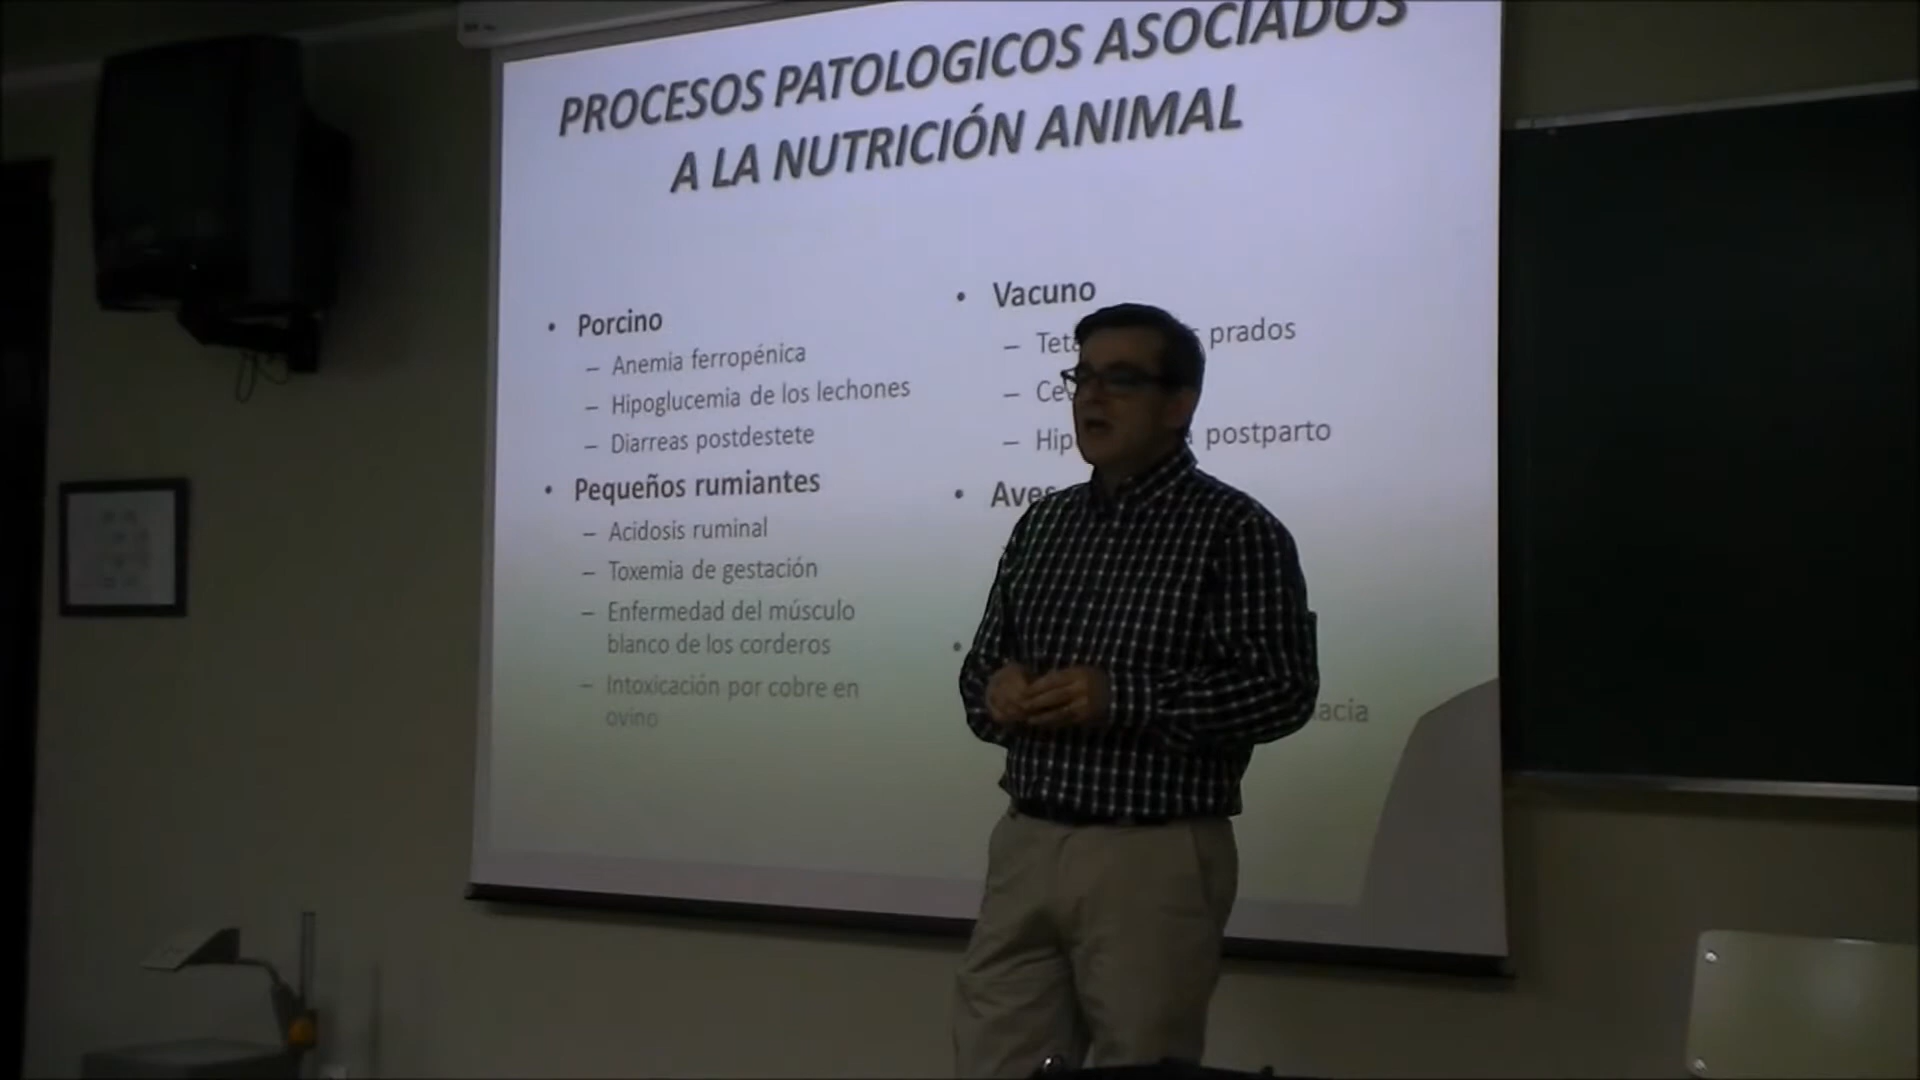 PROCESOS PATOLOGICOS ASOCIADOS
A LA NUTRICIÓN ANIMAL
• Porcino
– Anemia ferropénica
– Hipoglucemia de los lechones
– Diarreas postdestete
• Pequeños rumiantes
– Acidosis ruminal
– Toxemia de gestación
– Enfermedad del músculo
blanco de los corderos
– Intoxicación por cobre en
ovino
• Vacuno
– prados
–
– postparto
• Aves
•